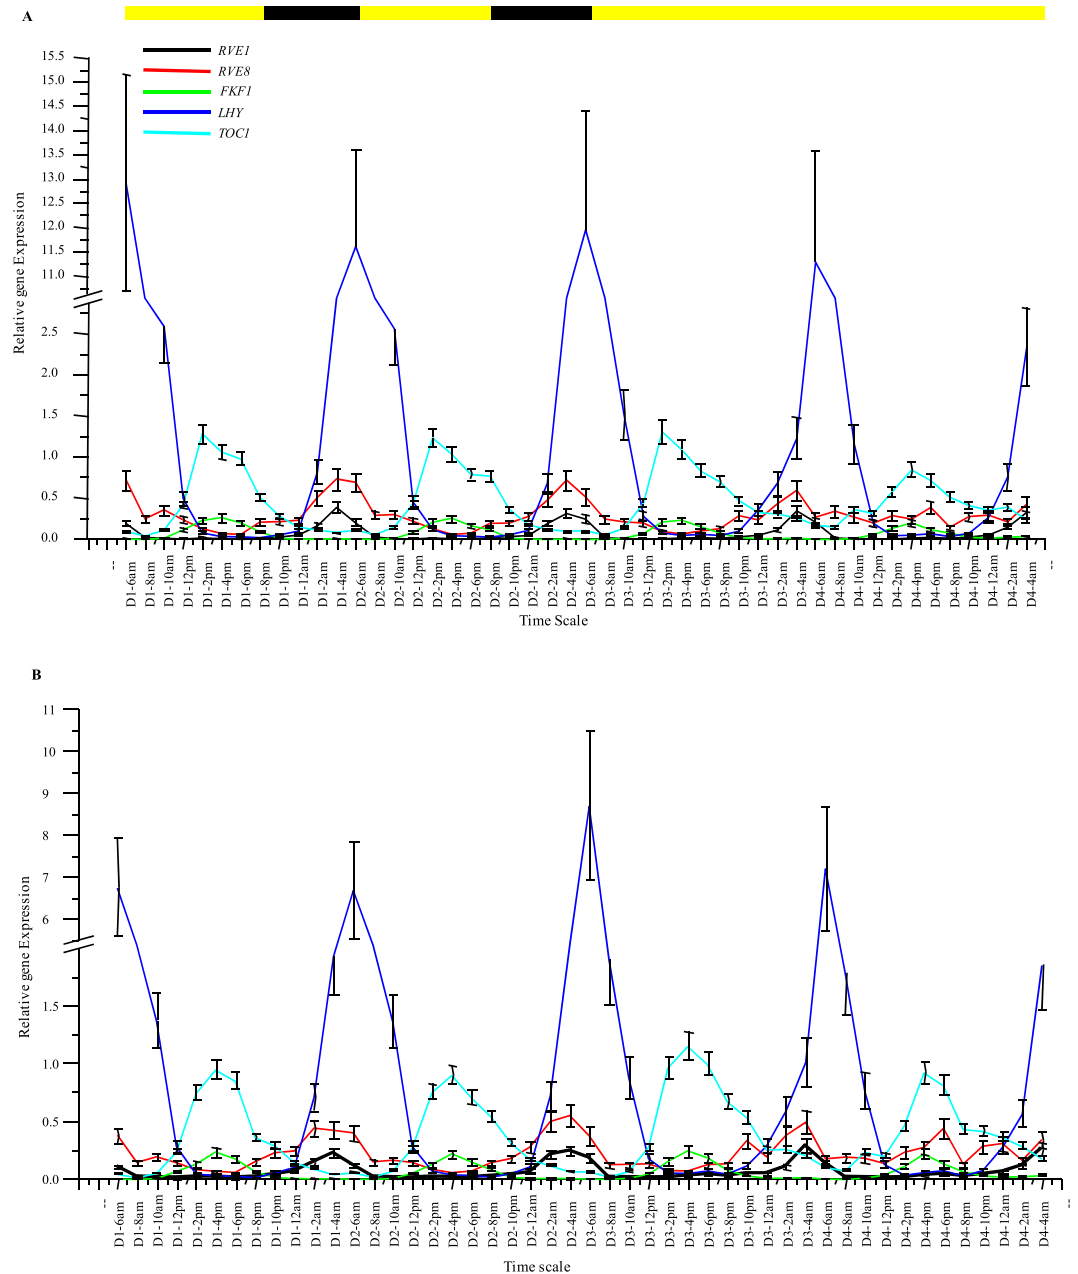 A
RVE1
RVE8
FKF1
LHY
TOC1
15.5
15.0
14.5
14.0
13.5
13.0
12.5
12.0
11.5
11.0
2.5
2.0
1.5
1.0
0.5
0.0
Relative gene Expression
--
D1-6am
D1-8am
D1-10am
D1-12pm
D1-2pm
D1-4pm
D1-6pm
D1-8pm
D1-10pm
D1-12am
D1-2am
D1-4am
D2-6am
D2-8am
D2-10am
D2-12pm
D2-2pm
D2-4pm
D2-6pm
D2-8pm
D2-10pm
D2-12am
D2-2am
D2-4am
D3-6am
D3-8am
D3-10am
D3-12pm
D3-2pm
D3-4pm
D3-6pm
D3-8pm
D3-10pm
D3-12am
D3-2am
D3-4am
D4-6am
D4-8am
D4-10am
D4-12pm
D4-2pm
D4-4pm
D4-6pm
D4-8pm
D4-10pm
D4-12am
D4-2am
D4-4am
--
Time Scale
B
11
10
9
8
7
6
1.5
1.0
0.5
0.0
Relative gene Expression
--
D1-6am
D1-8am
D1-10am
D1-12pm
D1-2pm
D1-4pm
D1-6pm
D1-8pm
D1-10pm
D1-12am
D1-2am
D1-4am
D2-6am
D2-8am
D2-10am
D2-12pm
D2-2pm
D2-4pm
D2-6pm
D2-8pm
D2-10pm
D2-12am
D2-2am
D2-4am
D3-6am
D3-8am
D3-10am
D3-12pm
D3-2pm
D3-4pm
D3-6pm
D3-8pm
D3-10pm
D3-12am
D3-2am
D3-4am
D4-6am
D4-8am
D4-10am
D4-12pm
D4-2pm
D4-4pm
D4-6pm
D4-8pm
D4-10pm
D4-12am
D4-2am
D4-4am
--
Time scale